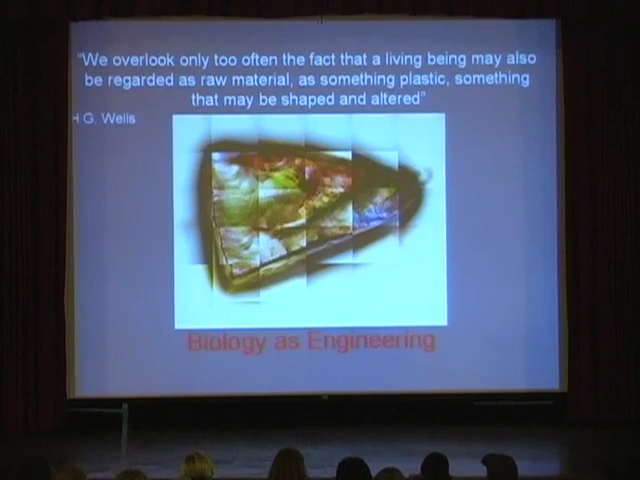 “We overlook only too often the fact that a living being may also
be regarded as raw material, as something plastic, something
that may be shaped and altered”
H G. Wells
Biology as Engineering